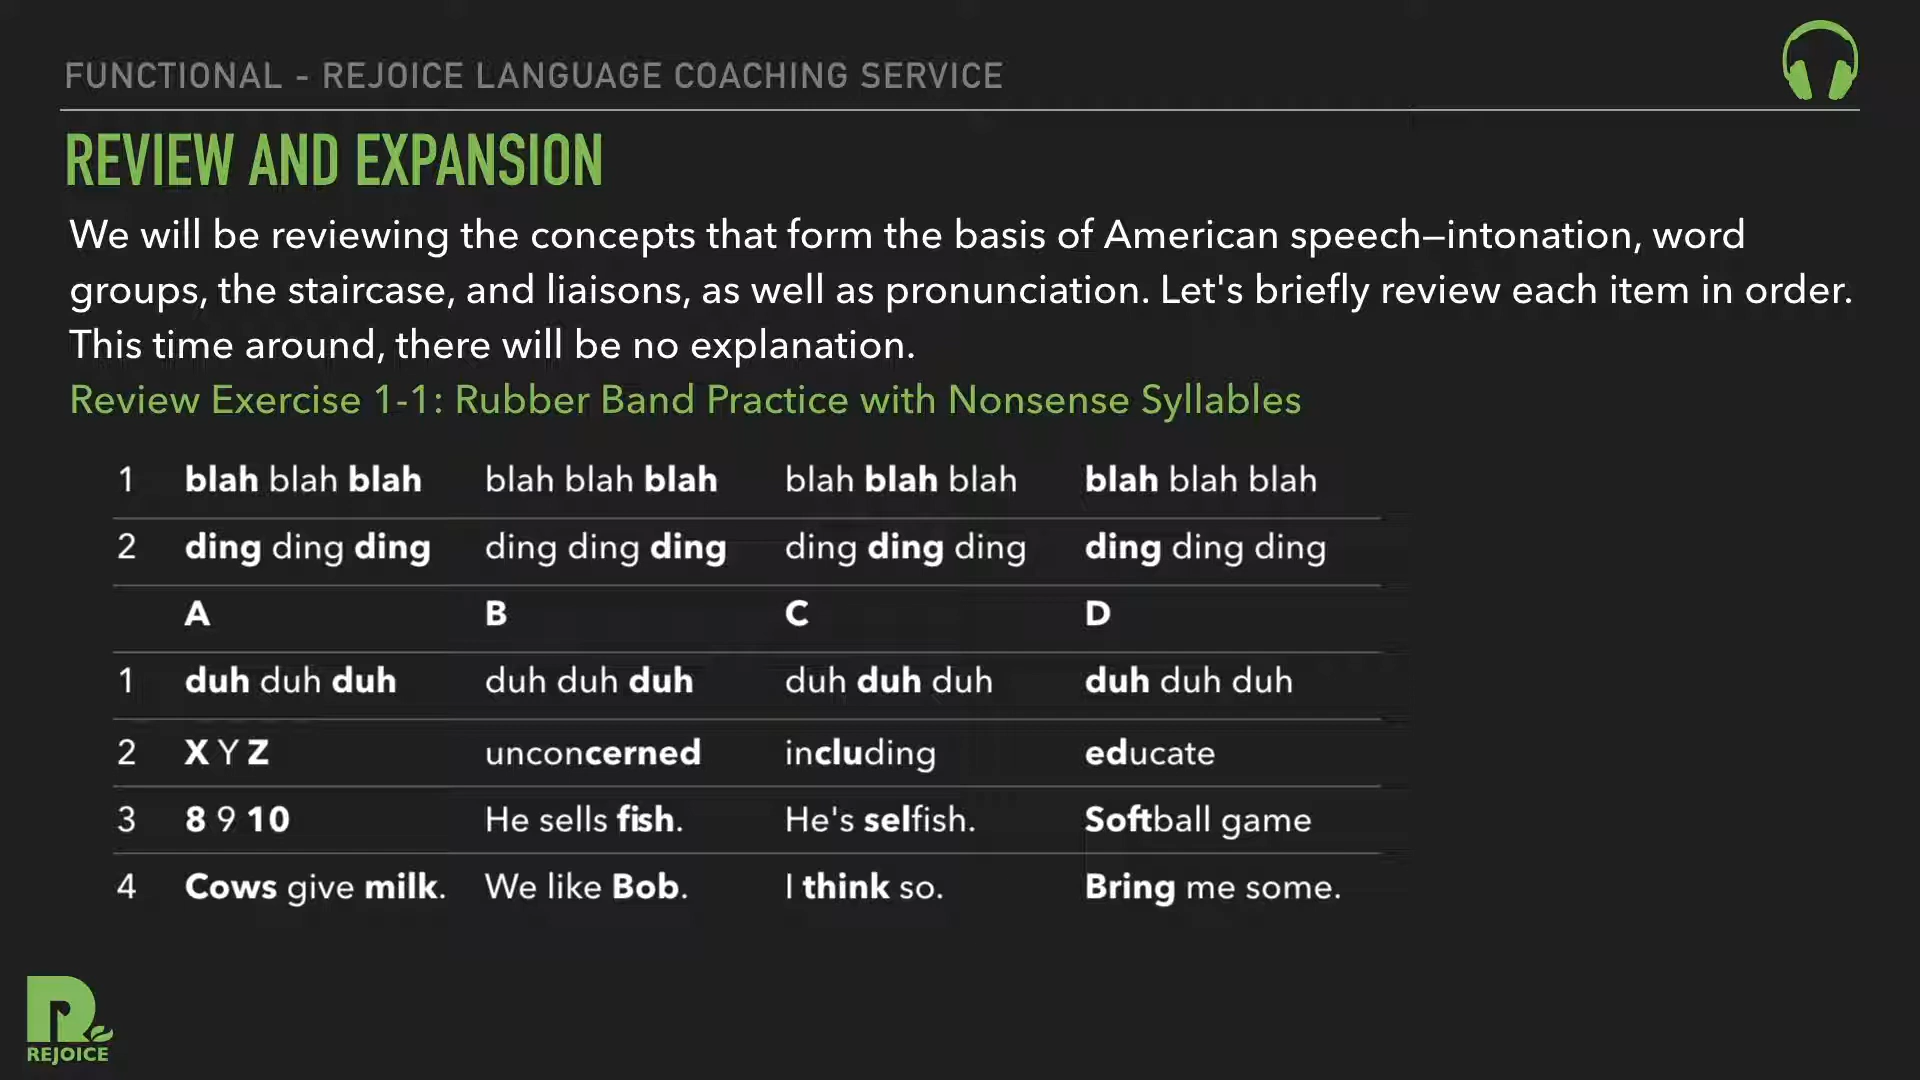 FUNCTIONAL - REJOICE LANGUAGE COACHING SERVICE
REVIEW AND EXPANSION
We will be reviewing the concepts that form the basis of American speech—intonation, word
groups, the staircase, and liaisons, as well as pronunciation. Let's briefly review each item in order.
This time around, there will be no explanation.
Review Exercise 1-1: Rubber Band Practice with Nonsense Syllables
1 blah blah blah blah blah blah blah blah blah blah blah blah
2 ding ding ding ding ding ding ding ding ding ding ding ding
A B C D
1 duh duh duh duh duh duh duh duh duh duh duh duh
2 X Y Z unconcerned including educate
3 8 9 10 He sells fish. He's selfish. Softball game
4 Cows give milk. We like Bob. I think so. Bring me some.
REJOICE